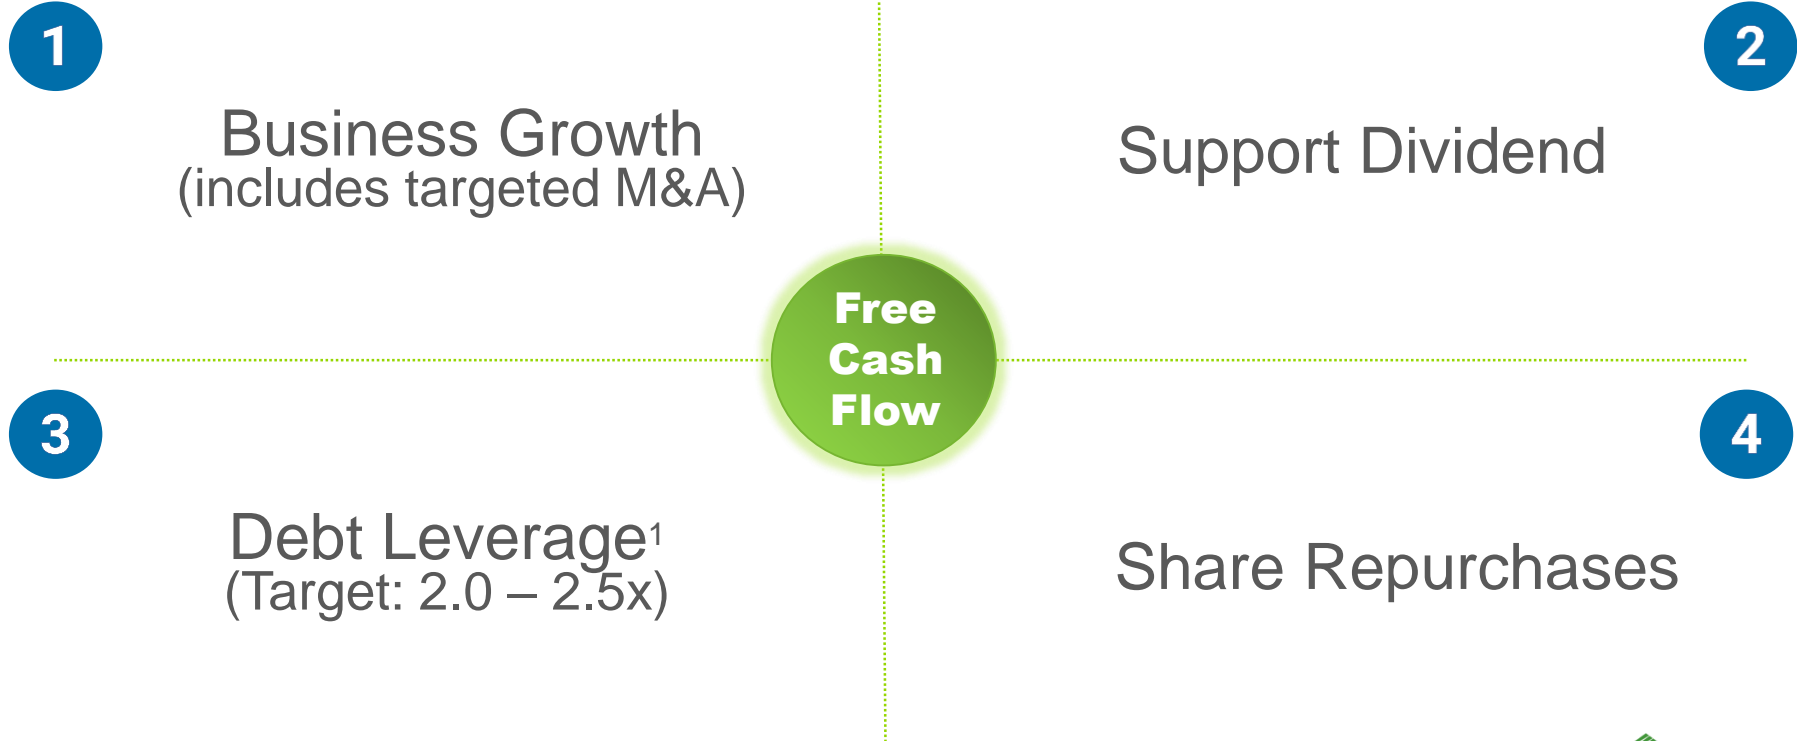 1
Business Growth
(includes targeted M&A)
2
Support Dividend
Free
Cash
Flow
3
Debt Leverage¹
(Target: 2.0 – 2.5x)
4
Share Repurchases